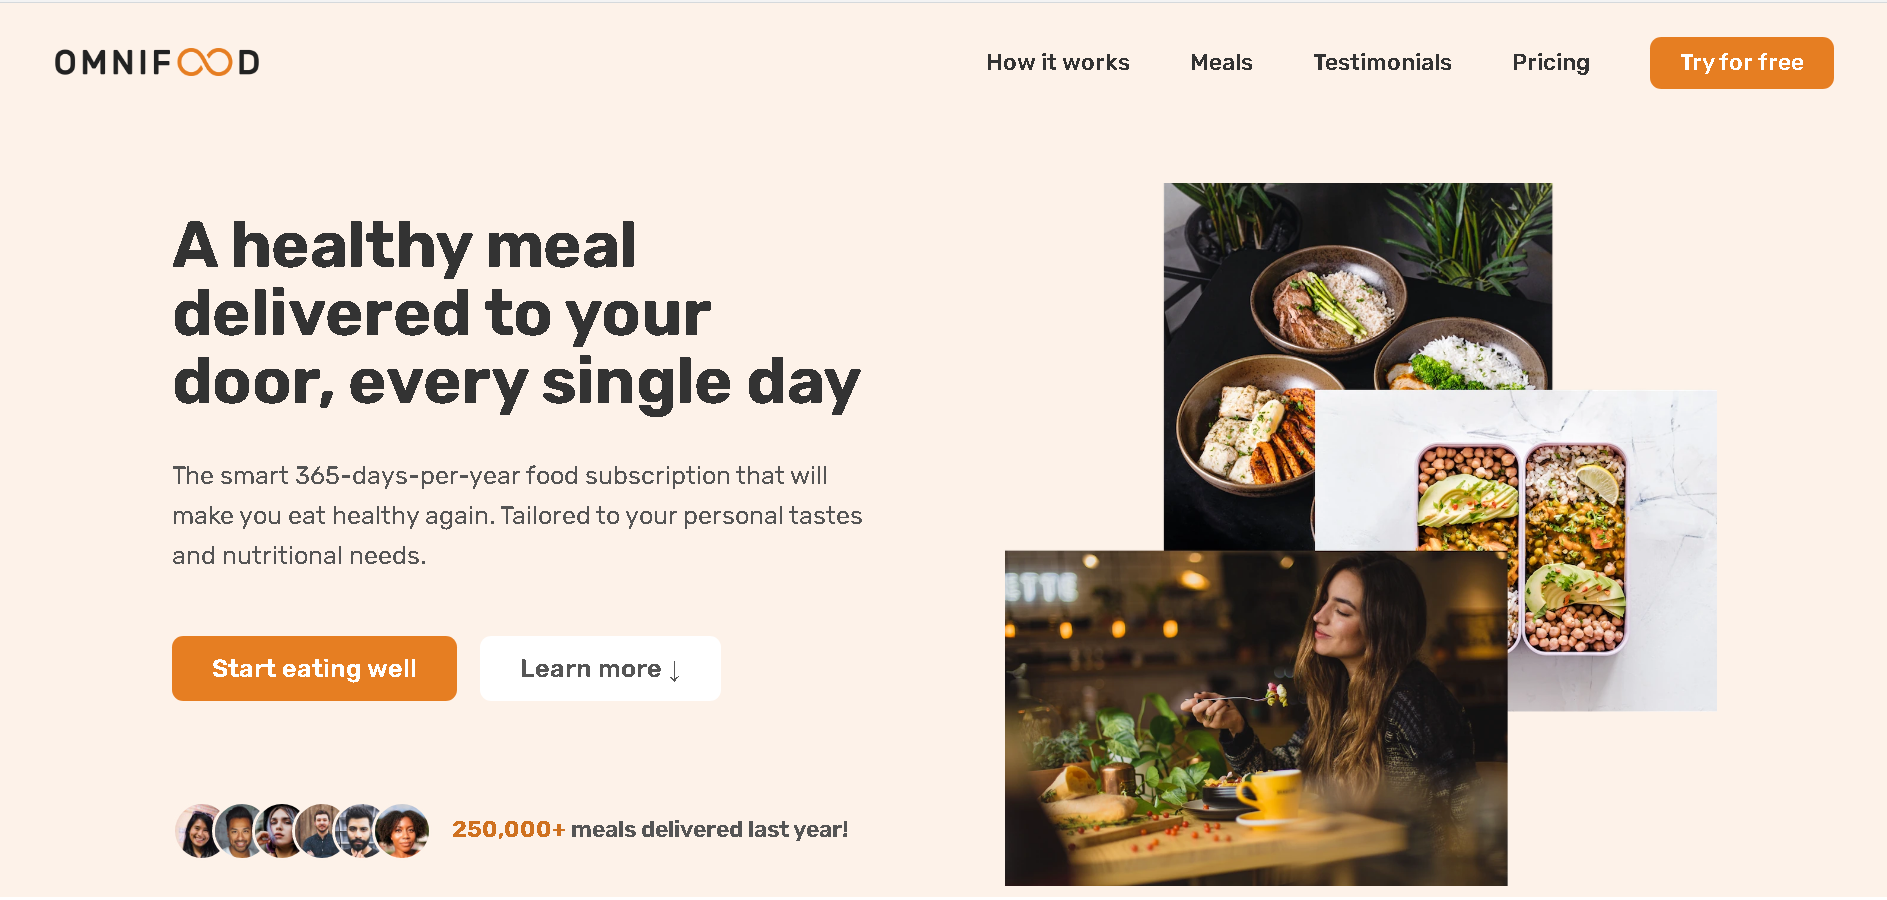 OMNIFOOD
How it works
Meals
Testimonials
Pricing
Try for free
A healthy meal
delivered to your
door, every single day
The smart 365-days-per-year food subscription that will
make you eat healthy again. Tailored to your personal tastes
and nutritional needs.
Start eating well
Learn more ↓
250,000+ meals delivered last year!
ETTE